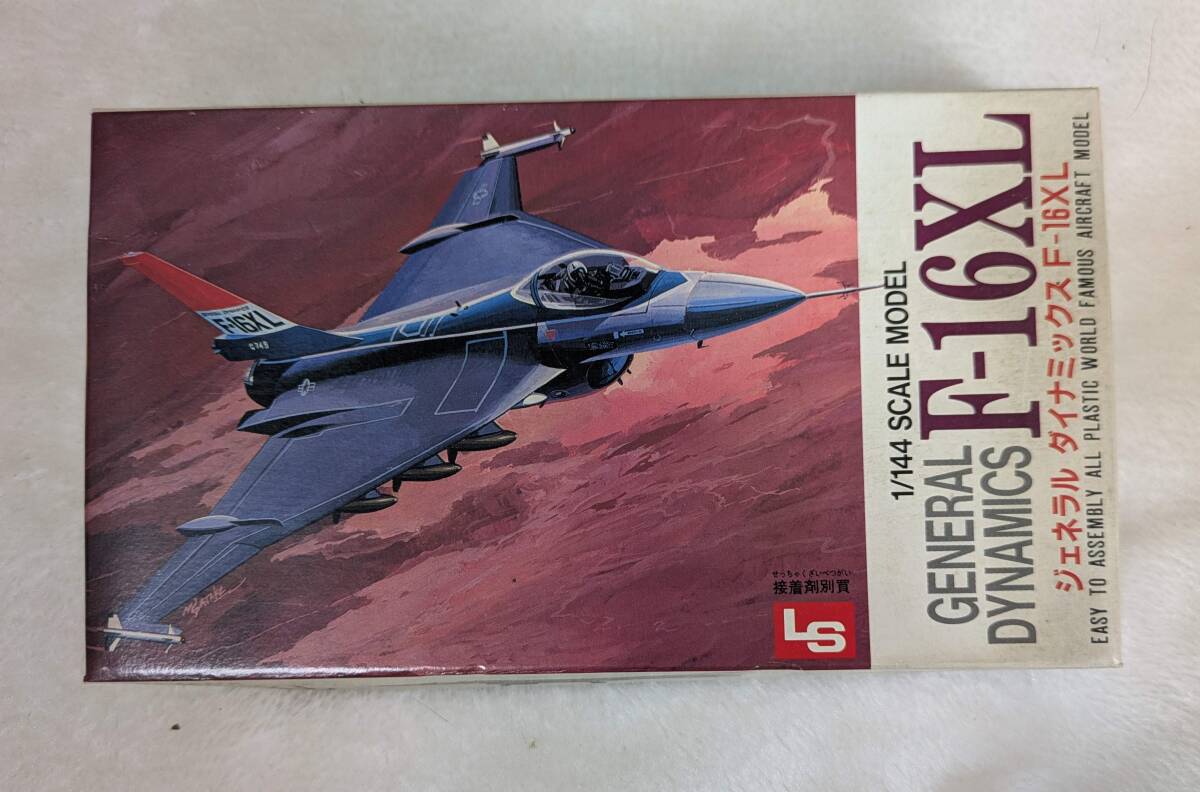 1/144 SCALE MODEL
GENERAL
DYNAMICS
F-16XL
ジェネラル ダイナミックス F-16XL
EASY TO ASSEMBLY ALL PLASTIC WORLD FAMOUS AIRCRAFT MODEL
F-16XL
せっちゃくざいべつがい
接着剤別買
LS